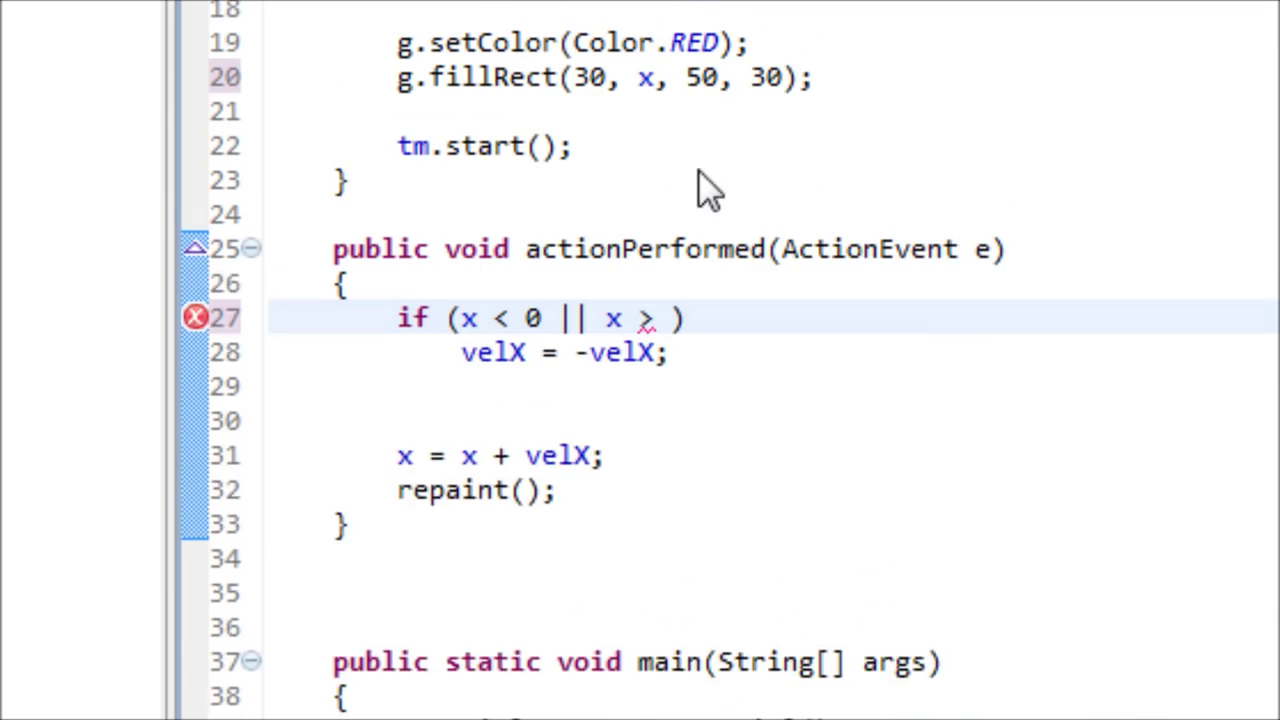 18
19 g.setColor(Color.RED);
20 g.fillRect(30, x, 50, 30);
21
22 tm.start();
23 }
24
25 public void actionPerformed(ActionEvent e)
26 {
27 if (x < 0 || x > )
28 velX = -velX;
29
30
31 x = x + velX;
32 repaint();
33 }
34
35
36
37 public static void main(String[] args)
38 {